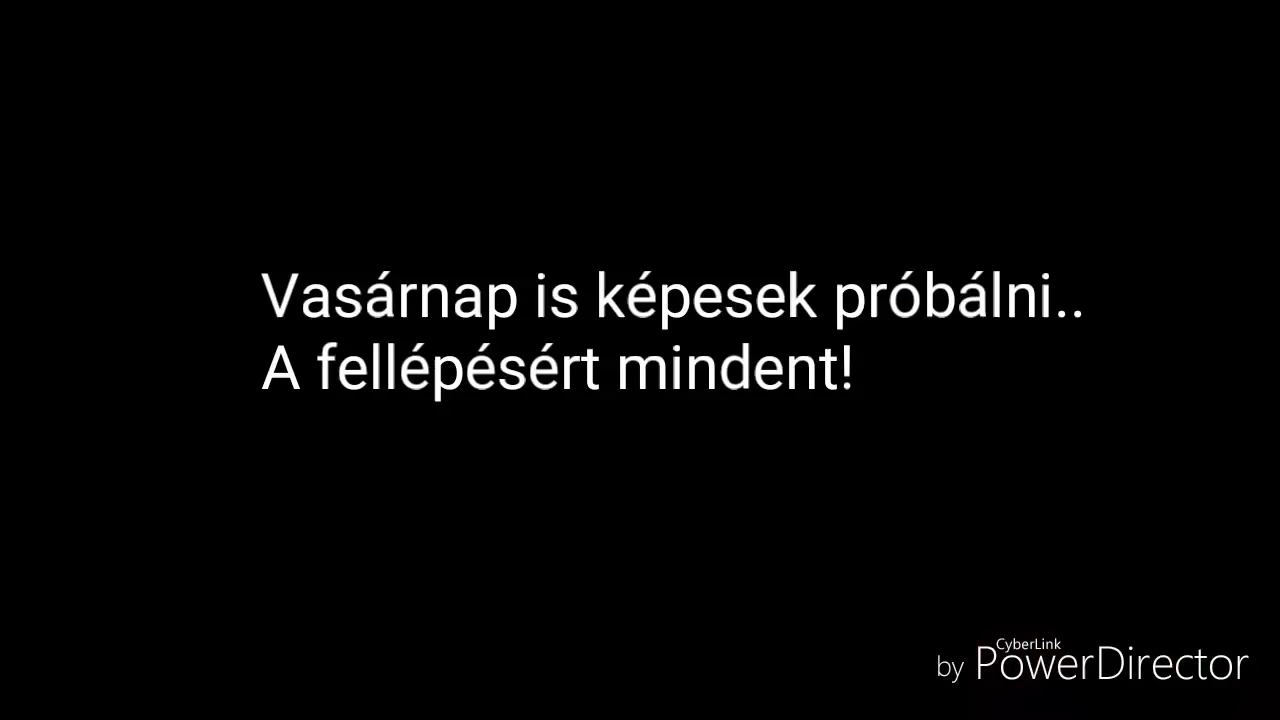 Vasárnap is képesek próbálni..
A fellépésért mindent!
CyberLink
by PowerDirector